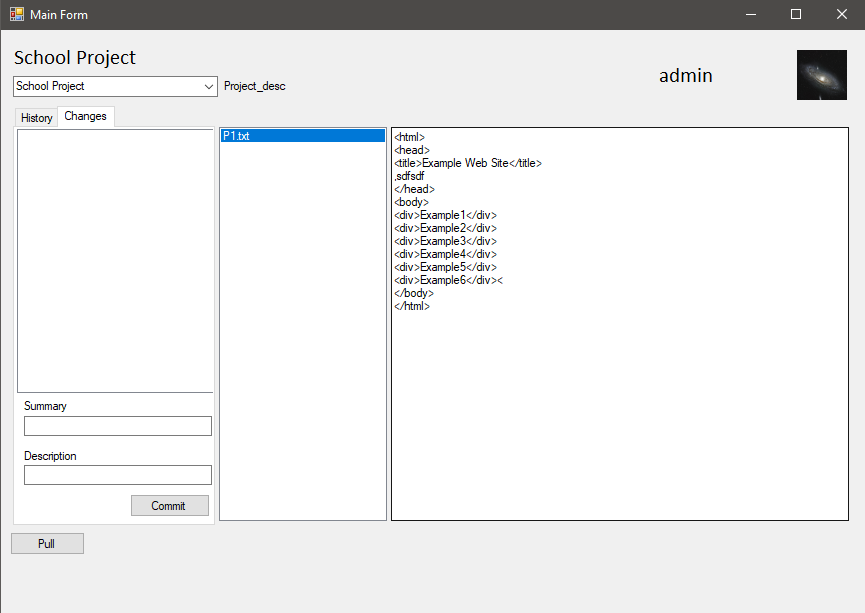 Main Form
School Project
School Project
Project_desc
admin
History
Changes
P1.txt
<html>
<head>
<title>Example Web Site</title>
.sdfsdf
</head>
<body>
<div>Example1</div>
<div>Example2</div>
<div>Example3</div>
<div>Example4</div>
<div>Example5</div>
<div>Example6</div><
</body>
</html>
Summary
Description
Commit
Pull